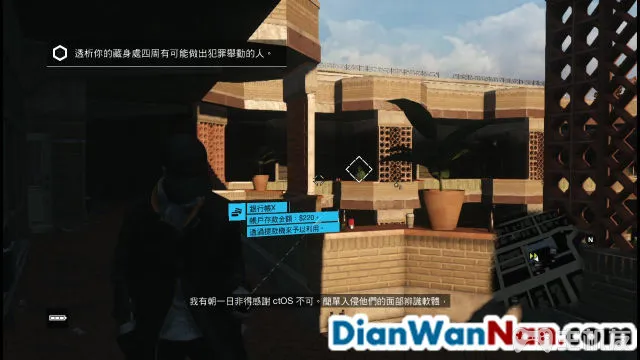 透析你的藏身處四周有可能做出犯罪舉動的人。
銀行帳X
帳戶存款金額：$220.
透過提款機來予以利用。
N
我有朝一日非得感謝 ctOS 不可。簡單入侵他們的面部辨識軟體，
DianWanNan.com